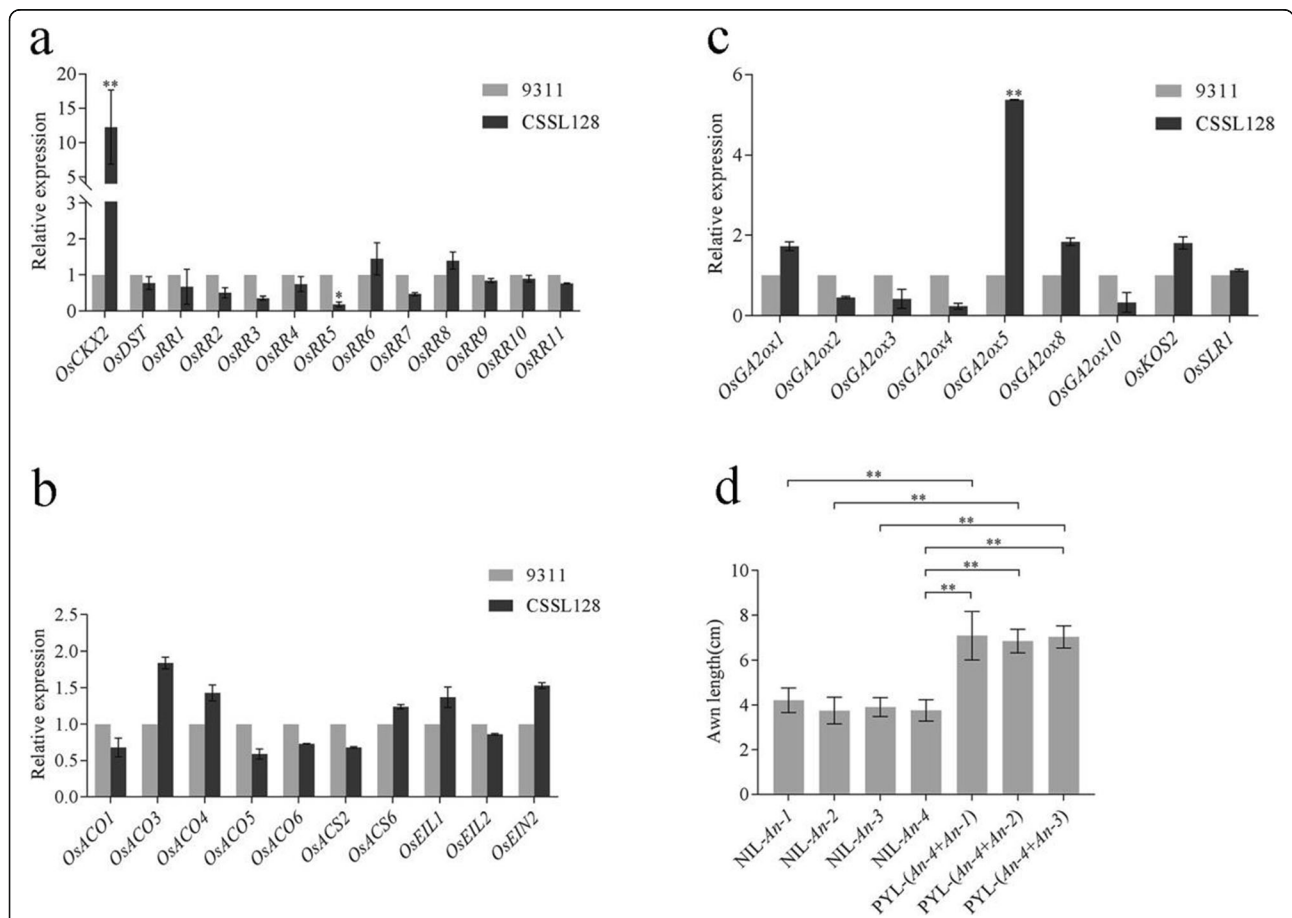 a
**
20
15
10
5
3
2
1
0
Relative expression
9311
CSSL128
*
OsCKX2
OsDST
OsRR1
OsRR2
OsRR3
OsRR4
OsRR5
OsRR6
OsRR7
OsRR8
OsRR9
OsRR10
OsRR11
c
**
6
4
2
0
Relative expression
9311
CSSL128
OsGA2ox1
OsGA2ox2
OsGA2ox3
OsGA2ox4
OsGA2ox5
OsGA2ox8
OsGA2ox10
OsKOS2
OsSLR1
b
9311
CSSL128
2.5
2.0
1.5
1.0
0.5
0.0
Relative expression
OsACO1
OsACO3
OsACO4
OsACO5
OsACO6
OsACS2
OsACS6
OsEIL1
OsEIL2
OsEIN2
d
**
**
**
**
**
**
10
8
6
4
2
0
Awn length(cm)
NIL-An-1
NIL-An-2
NIL-An-3
NIL-An-4
PYL-(An-4+An-1)
PYL-(An-4+An-2)
PYL-(An-4+An-3)